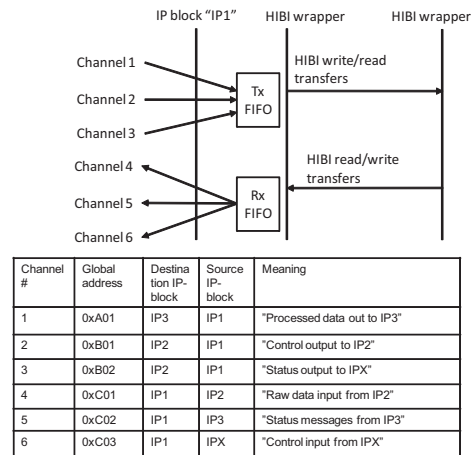 IP block “IP1” HIBI wrapper HIBI wrapper
Channel 1
Channel 2
Channel 3
Channel 4
Channel 5
Channel 6
Tx
FIFO
HIBI write/read
transfers
Rx
FIFO
HIBI read/write
transfers
Channel # Global address Destina tion IP- block Source IP- block Meaning
1 0xA01 IP3 IP1 ”Processed data out to IP3”
2 0xB01 IP2 IP1 ”Control output to IP2”
3 0xB02 IP2 IP1 ”Status output to IPX”
4 0xC01 IP1 IP2 ”Raw data input from IP2”
5 0xC02 IP1 IP3 ”Status messages from IP3”
6 0xC03 IP1 IPX ”Control input from IPX”